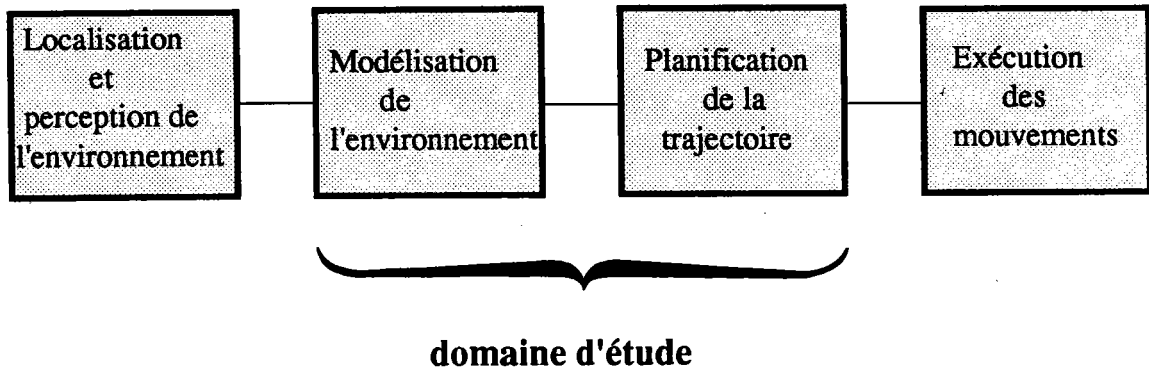 Localisation
et
perception de
l'environnement
Modélisation
de
l'environnement
Planification
de la
trajectoire
Exécution
des
mouvements
domaine d'étude